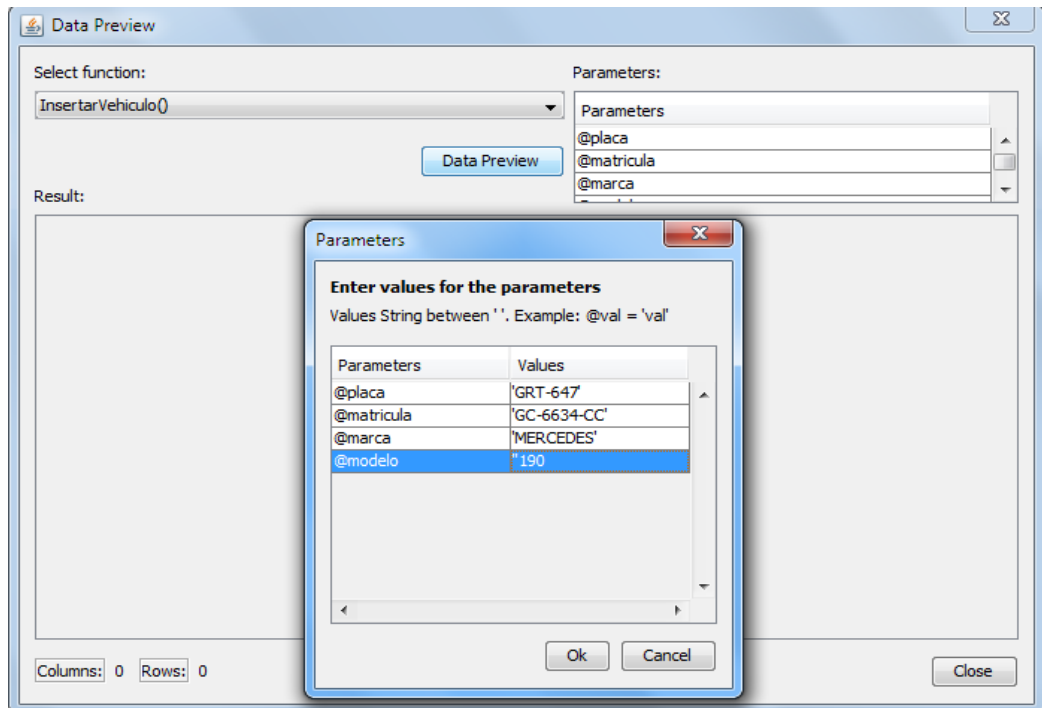 Data Preview
Select function:
Parameters:
InsertarVehiculo()
Parameters
@placa
Data Preview
@matricula
@marca
Result:
Parameters
Enter values for the parameters
Values String between ' '. Example: @val = 'val'
Parameters Values
@placa 'GRT-647'
@matricula 'GC-6634-CC'
@marca 'MERCEDES'
@modelo ''190
Ok Cancel
Columns: 0 Rows: 0
Close